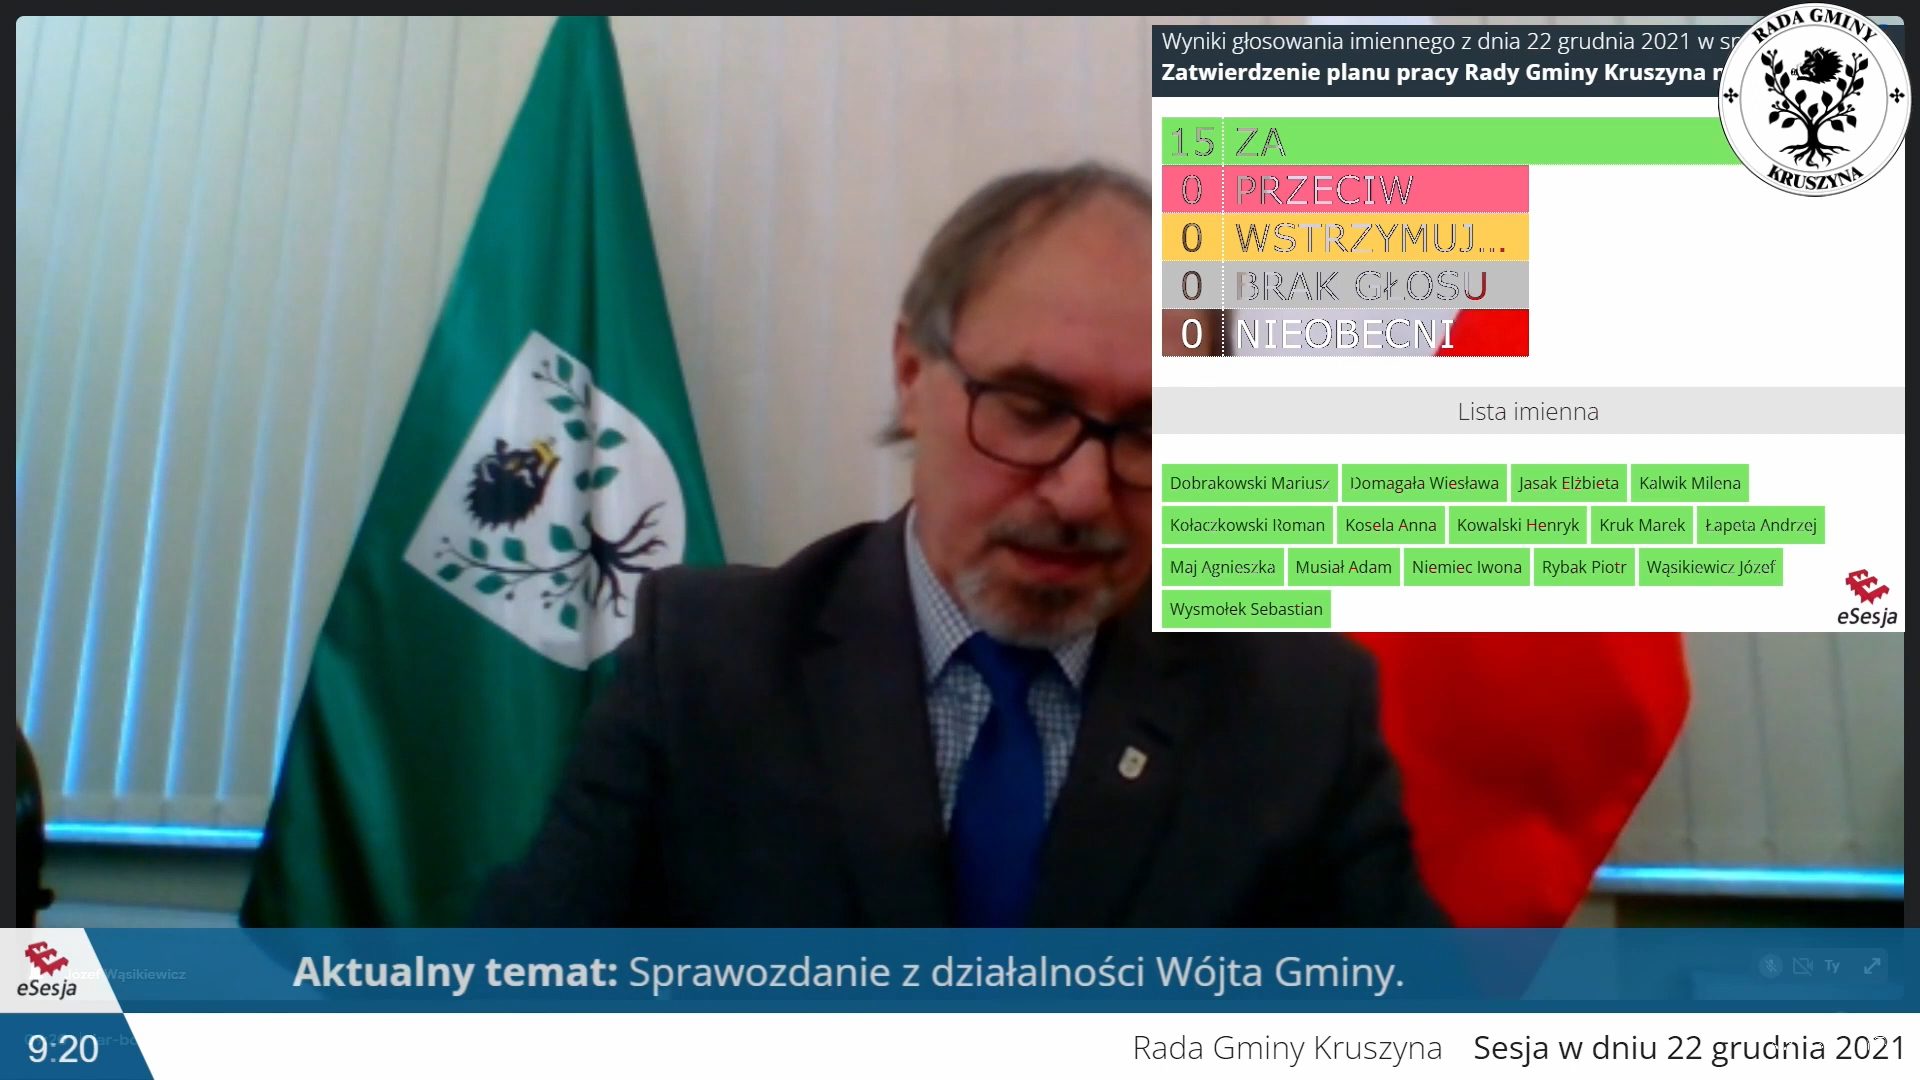 Wyniki głosowania imiennego z dnia 22 grudnia 2021 w
Zatwierdzenie planu pracy Rady Gminy Kruszyna
RADA GMINY
KRUSZYNA
15 ZA
0 PRZECIW
0 WSTRZYMUJ...
0 BRAK GŁOSU
0 NIEOBECNI
Lista imienna
Dobrakowski Mariusz Domagała Wiesława Jasak Elżbieta Kalwik Milena
Kołaczkowski Roman Kosela Anna Kowalski Henryk Kruk Marek Łapeta Andrzej
Maj Agnieszka Musiał Adam Niemiec Iwona Rybak Piotr Wąsikiewicz Józef
Wysmołek Sebastian
eSesja
Aktualny temat: Sprawozdanie z działalności Wójta Gminy.
Józef Wąsikiewicz
Ty
eSesja
9:20
Rada Gminy Kruszyna Sesja w dniu 22 grudnia 2021